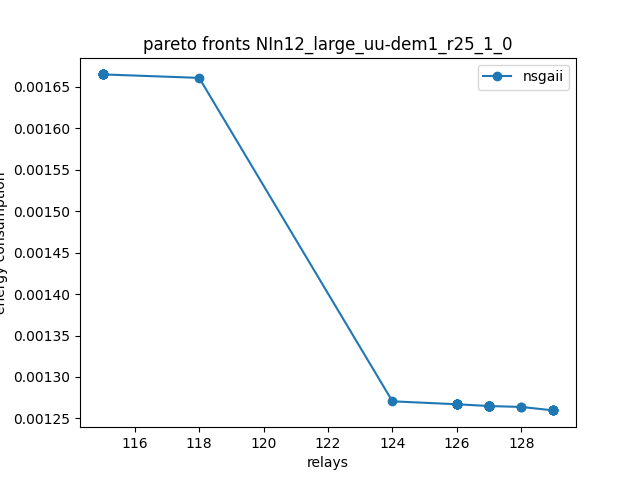 pareto fronts NIn12_large_uu-dem1_r25_1_0
nsgaii
0.00165
0.00160
0.00155
0.00150
0.00145
0.00140
0.00135
0.00130
0.00125
energy consumption
116 118 120 122 124 126 128
relays